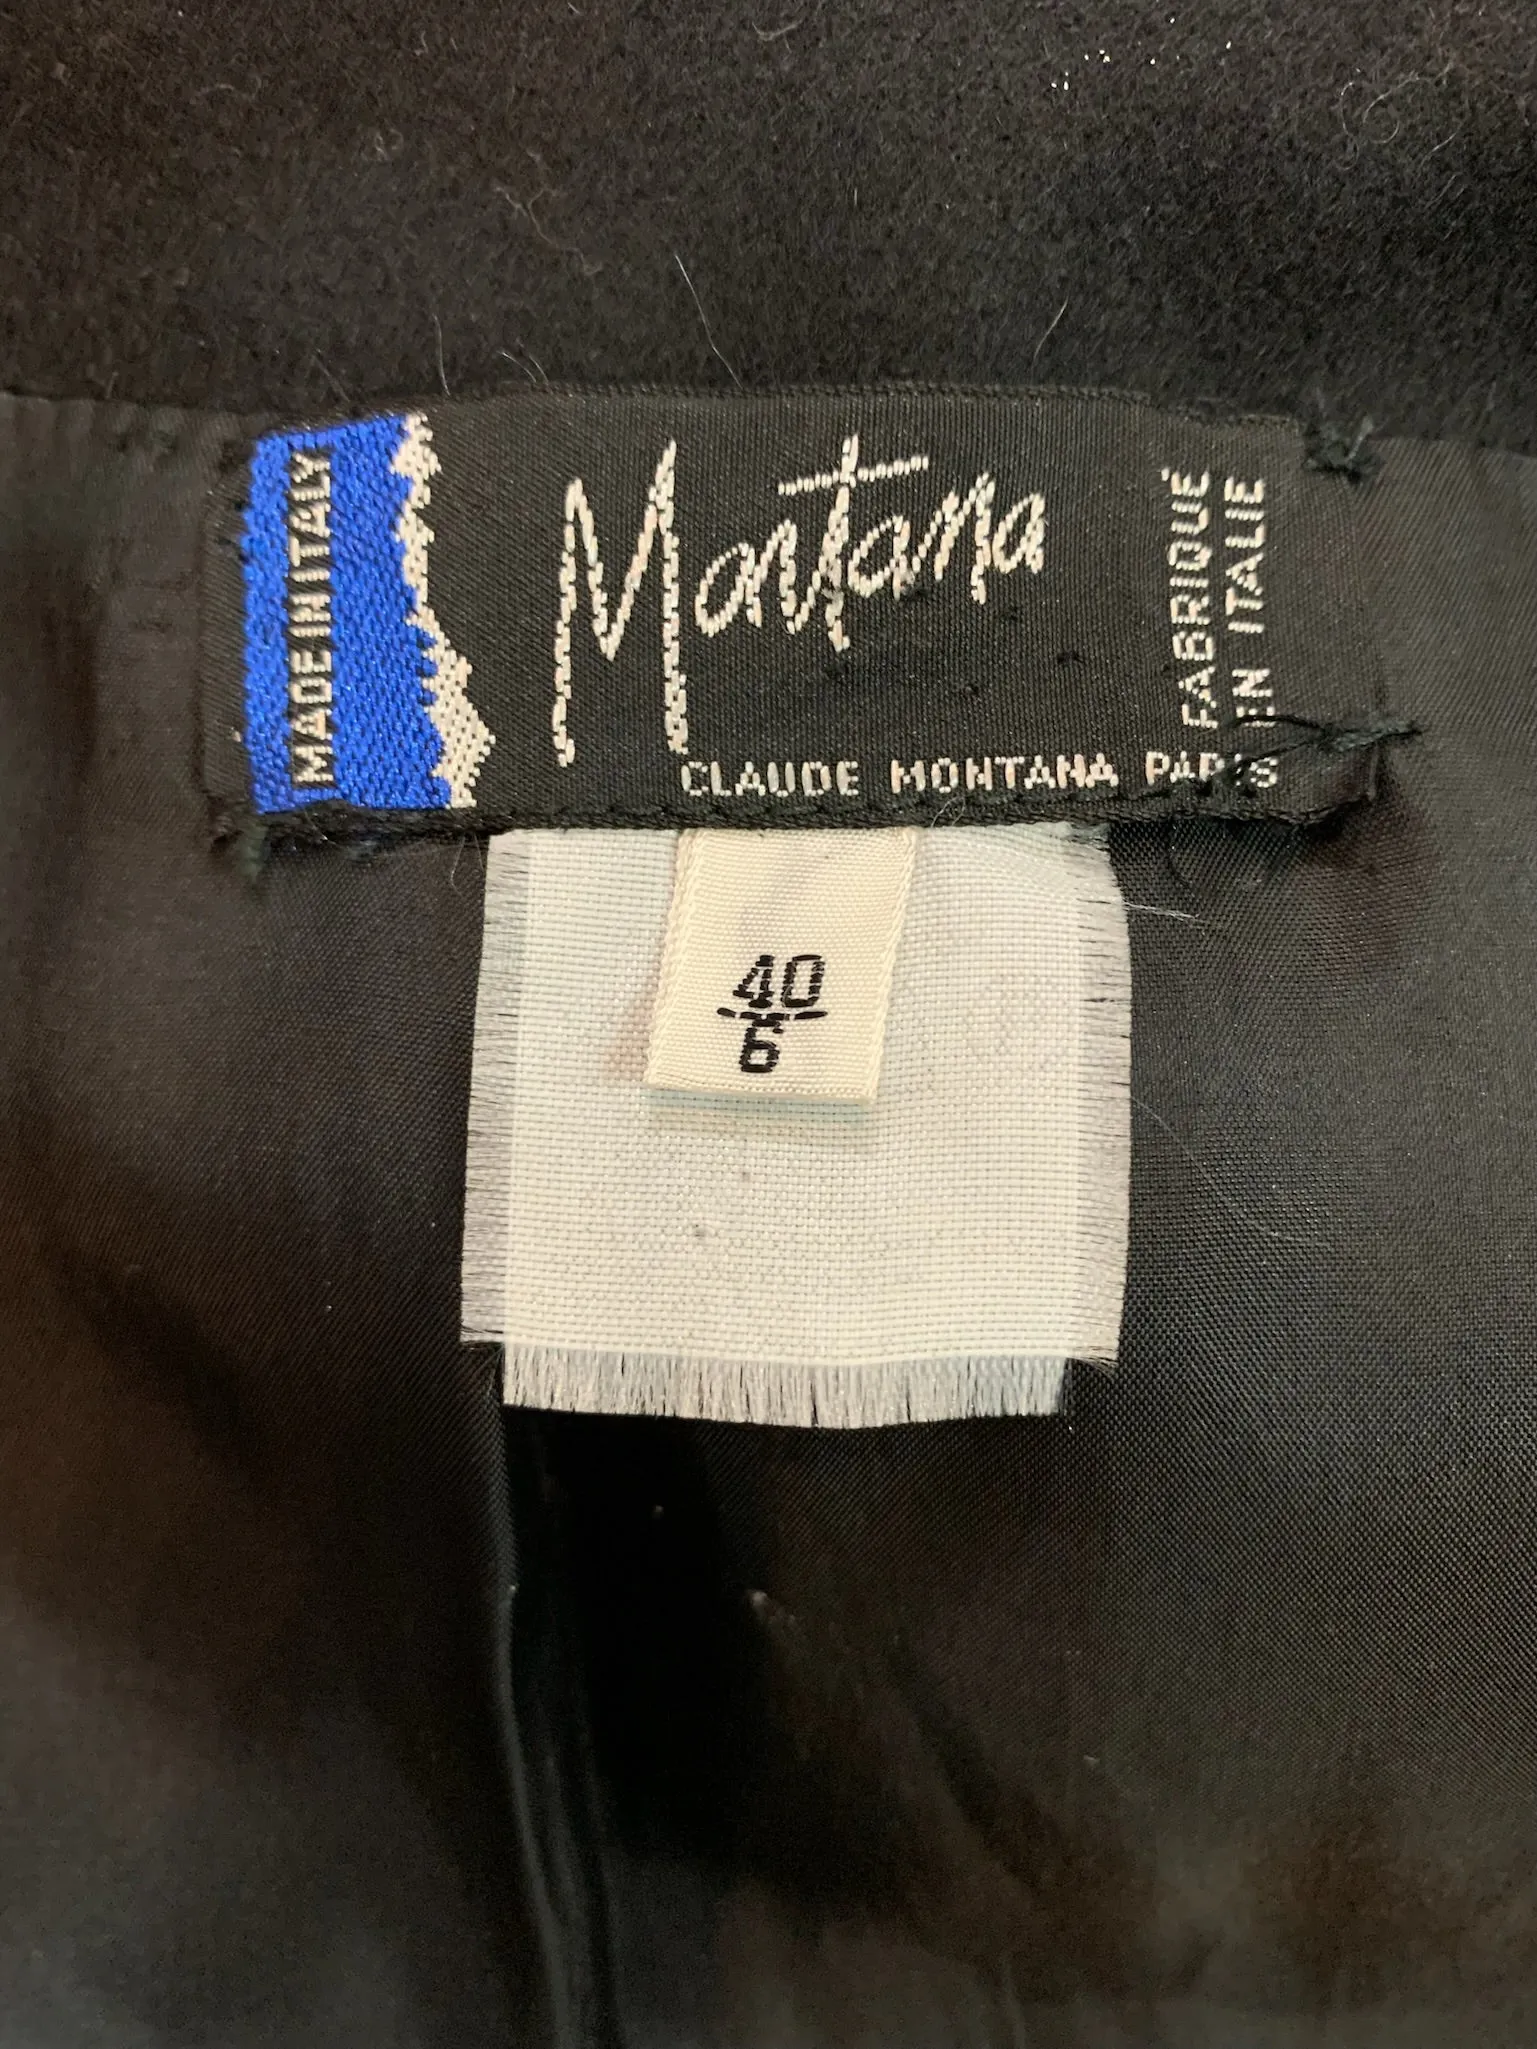 MADE IN ITALY
Montana
CLAUDE MONTANA PARIS
FABRIQUÉ
EN ITALIE
40
6